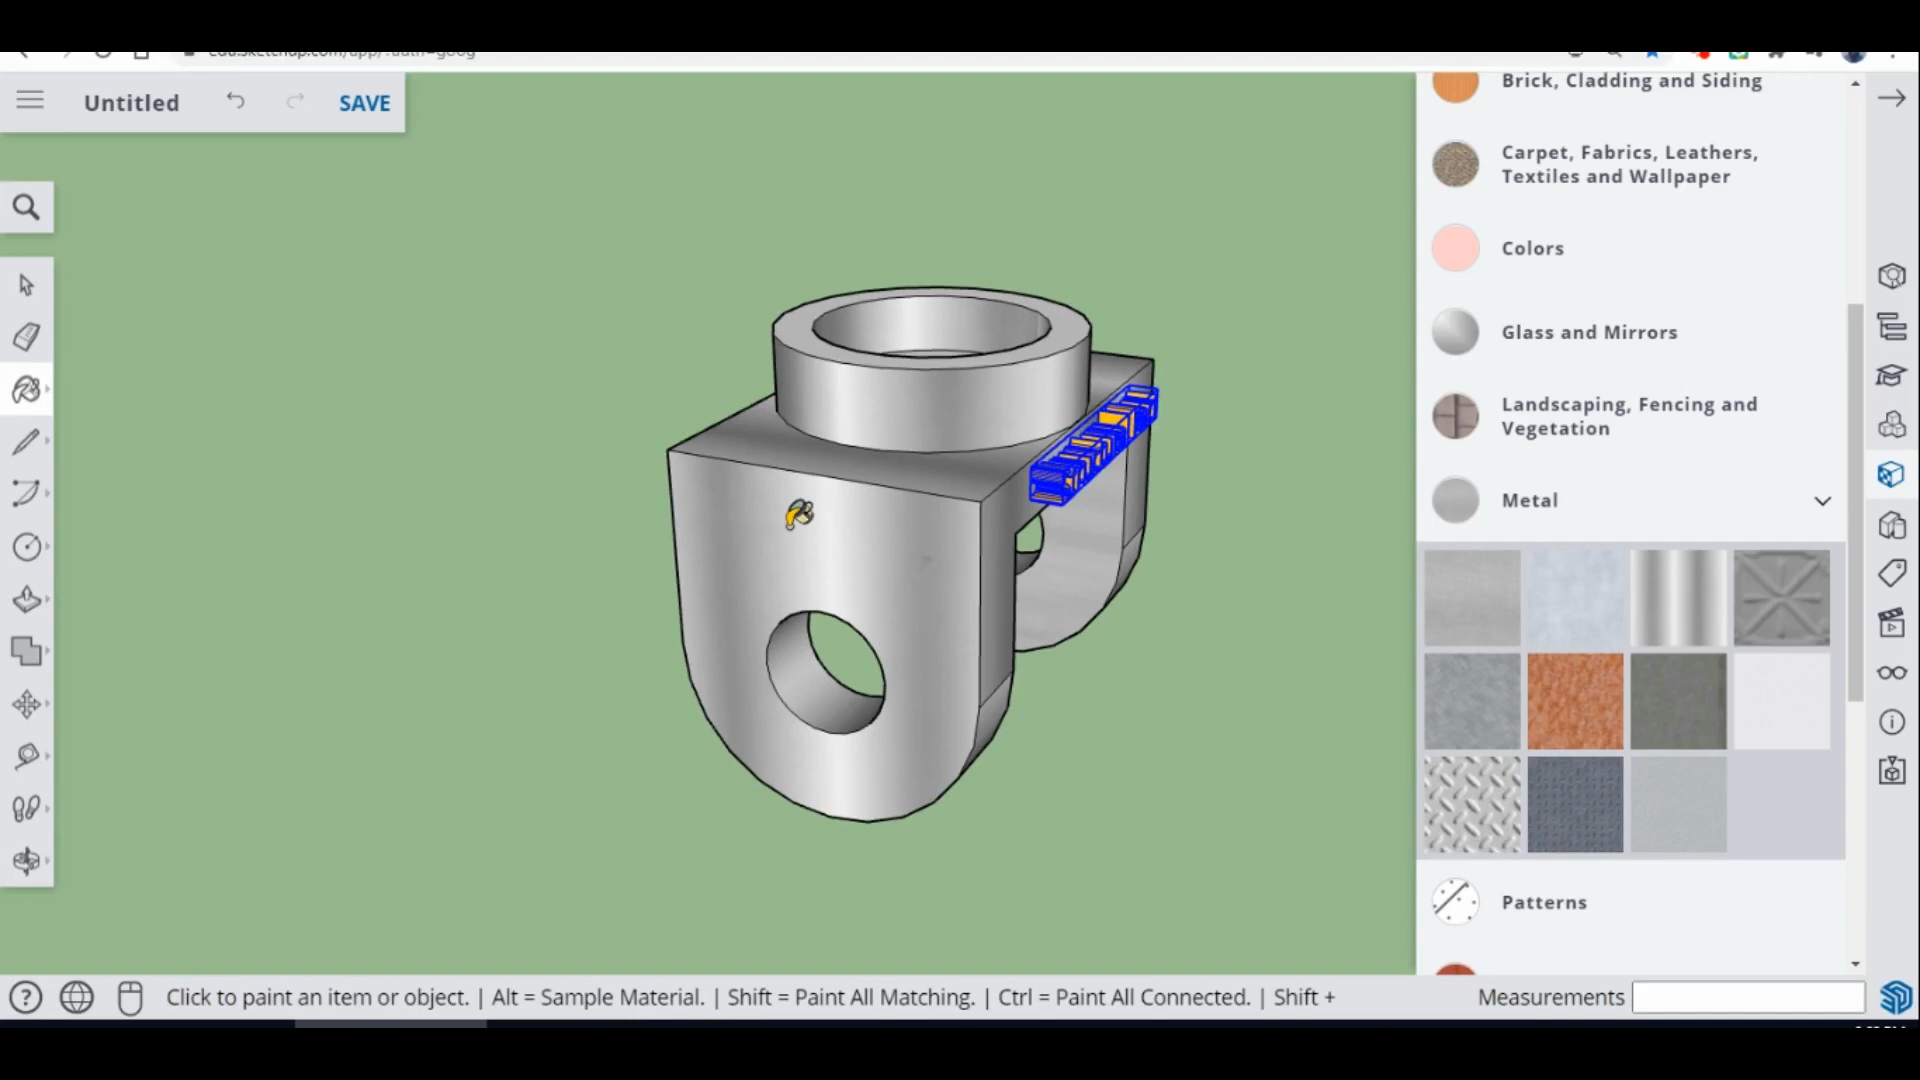 Untitled
SAVE
Brick, Cladding and Siding
Carpet, Fabrics, Leathers,
Textiles and Wallpaper
Colors
Glass and Mirrors
Landscaping, Fencing and
Vegetation
Metal
Patterns
Click to paint an item or object. | Alt = Sample Material. | Shift = Paint All Matching. | Ctrl = Paint All Connected. | Shift +
Measurements